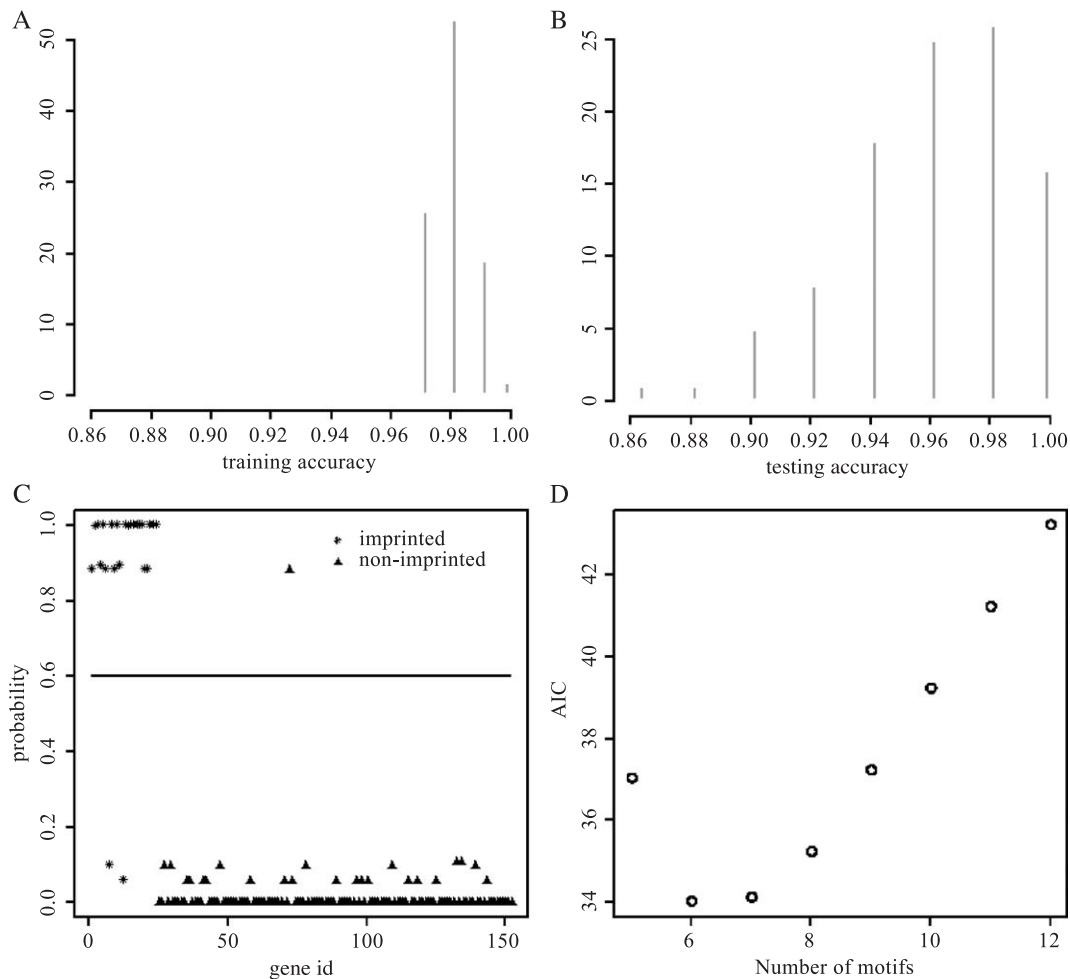 A
50
40
30
20
10
0
0.86 0.88 0.90 0.92 0.94 0.96 0.98 1.00
training accuracy
B
25
20
15
10
5
0
0.86 0.88 0.90 0.92 0.94 0.96 0.98 1.00
testing accuracy
C
1.0
0.8
0.6
0.4
0.2
0.0
probability
imprinted
non-imprinted
0 50 100 150
gene id
D
42
40
38
36
34
AIC
6 8 10 12
Number of motifs